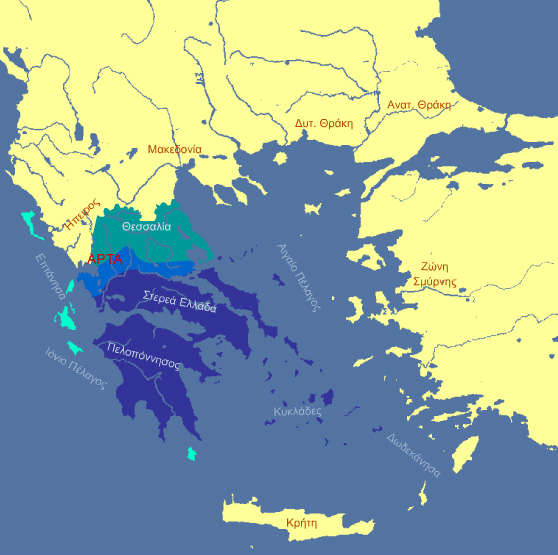 Ανατ. Θράκη
Δυτ. Θράκη
Μακεδονία
Ήπειρος
Θεσσαλία
ΑΡΤΑ
Αιγαίο Πέλαγος
Ζώνη
Σμύρνης
Επτάνησα
Στερεά Ελλάδα
Πελοπόννησος
Ιόνιο Πέλαγος
Κυκλάδες
Δωδεκάνησα
Κρήτη